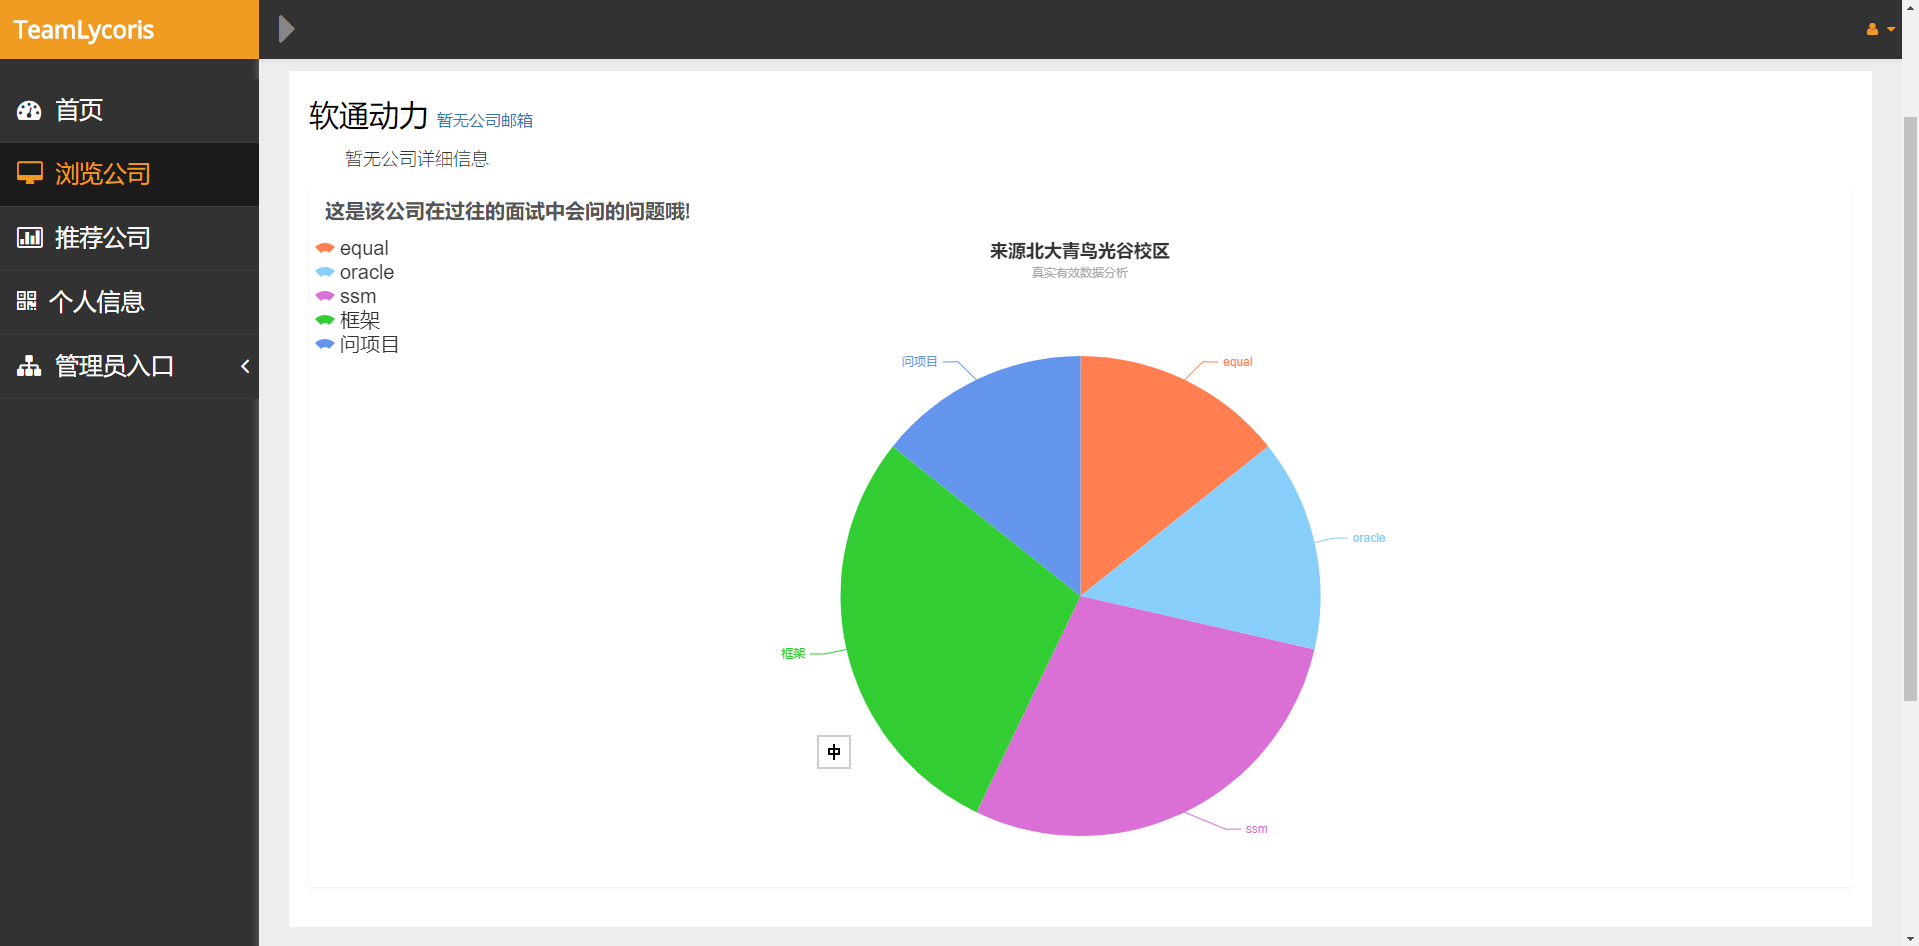 TeamLycoris
首页
浏览公司
推荐公司
个人信息
管理员入口
软通动力 暂无公司邮箱
暂无公司详细信息
这是该公司在过往的面试中会问的问题哦!
equal
oracle
ssm
框架
问项目
来源北大青鸟光谷校区
真实有效数据分析
问项目
equal
oracle
框架
ssm
中